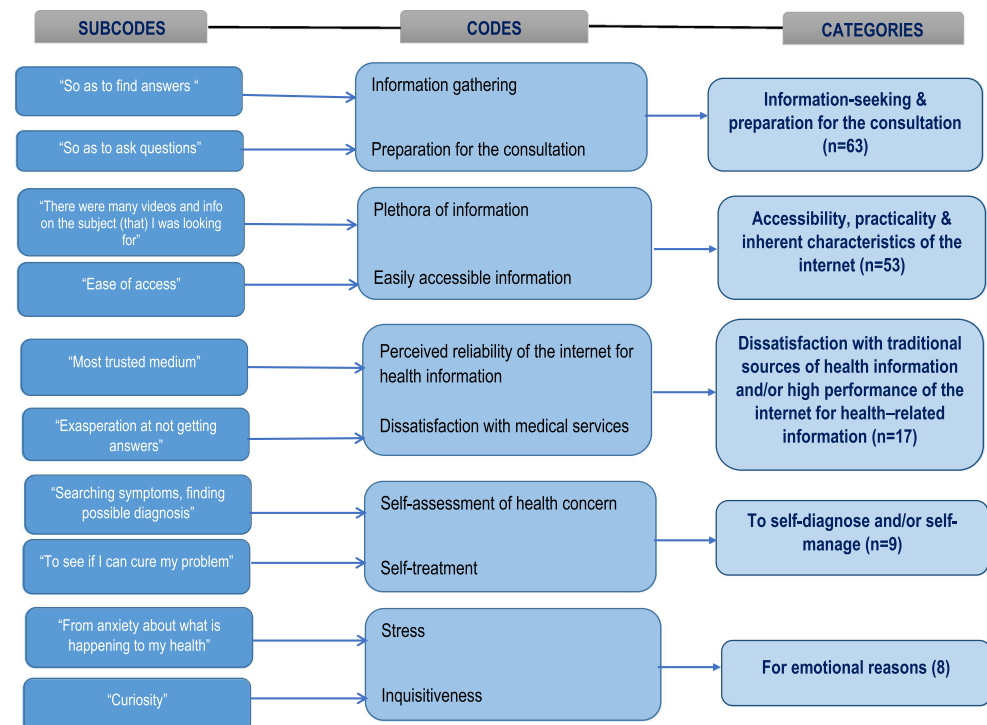 SUBCODES
CODES
CATEGORIES
“So as to find answers “
Information gathering
“So as to ask questions”
Preparation for the consultation
Information-seeking &
preparation for the consultation
(n=63)
“There were many videos and info
on the subject (that) I was looking
for”
Plethora of information
“Ease of access”
Easily accessible information
Accessibility, practicality &
inherent characteristics of the
internet (n=53)
“Most trusted medium”
Perceived reliability of the internet for
health information
“Exasperation at not getting
answers”
Dissatisfaction with medical services
Dissatisfaction with traditional
sources of health information
and/or high performance of the
internet for health–related
information (n=17)
“Searching symptoms, finding
possible diagnosis”
Self-assessment of health concern
“To see if I can cure my problem”
Self-treatment
To self-diagnose and/or self-
manage (n=9)
“From anxiety about what is
happening to my health”
Stress
“Curiosity”
Inquisitiveness
For emotional reasons (8)